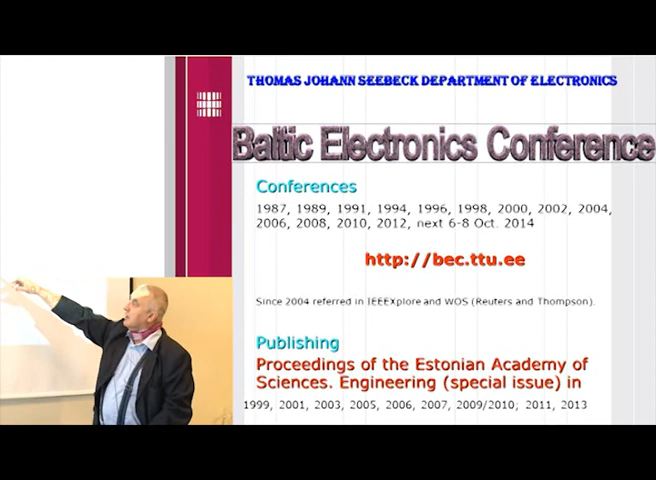 THOMAS JOHANN SEEBECK DEPARTMENT OF ELECTRONICS
Baltic Electronics Conference
Conferences
1987, 1989, 1991, 1994, 1996, 1998, 2000, 2002, 2004,
2006, 2008, 2010, 2012, next 6-8 Oct. 2014
http://bec.ttu.ee
Since 2004 referred in IEEEXplore and WOS (Reuters and Thompson).
Publishing
Proceedings of the Estonian Academy of
Sciences. Engineering (special issue) in
1999, 2001, 2003, 2005, 2006, 2007, 2009/2010; 2011, 2013